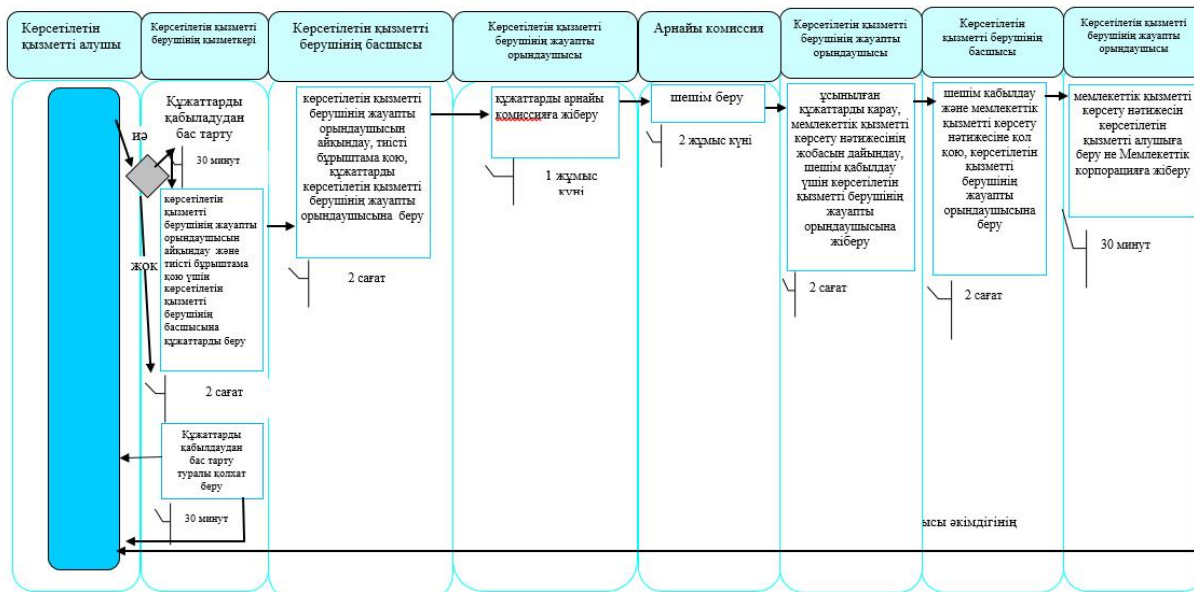 Көрсетілетін
қызметті алушы
Көрсетілетін қызметті
берушінің қызметкері
Көрсетілетін қызметті
берушінің басшысы
Көрсетілетін қызметті
берушінің жауапты
орындаушысы
Арнайы комиссия
Көрсетілетін қызметті
берушінің жауапты
орындаушысы
Көрсетілетін
қызметті берушінің
басшысы
Көрсетілетін қызметті
берушінің жауапты
орындаушысы
иә
жоқ
Құжаттарды
қабыладудан
бас тарту
30 минут
көрсетілетін
қызметті
берушінің жауапты
орындаушысын
айқындау және
тиісті бұрыштама
қою үшін
көрсетілетін
қызметті
берушінің
басшысына
құжаттарды беру
2 сағат
Құжаттарды
қабылдаудан
бас тарту
туралы қолхат
беру
30 минут
көрсетілетін қызметті
берушінің жауапты
орындаушысын
айқындау, тиісті
бұрыштама қою,
құжаттарды
көрсетілетін қызметті
берушінің жауапты
орындаушысына беру
2 сағат
құжаттарды арнайы
қомиссияға жіберу
1 жұмыс
күні
шешім беру
2 жұмыс күні
ұсынылған
құжаттарды қарау,
мемлекеттік қызметті
көрсету нәтижесінің
жобасын дайындау,
шешім қабылдау
үшін көрсетілетін
қызметті берушінің
жауапты
орындаушысына
жіберу
2 сағат
шешім қабылдау
және мемлекеттік
қызметті көрсету
нәтижесіне қол
қою, көрсетілетін
қызметті
берушінің
жауапты
орындаушысына
беру
2 сағат
мемлекеттік қызметті
көрсету нәтижесін
көрсетілетін
қызметті алушыға
беру не Мемлекеттік
корпорацияға жіберу
30 минут
ысы әкімдігінің